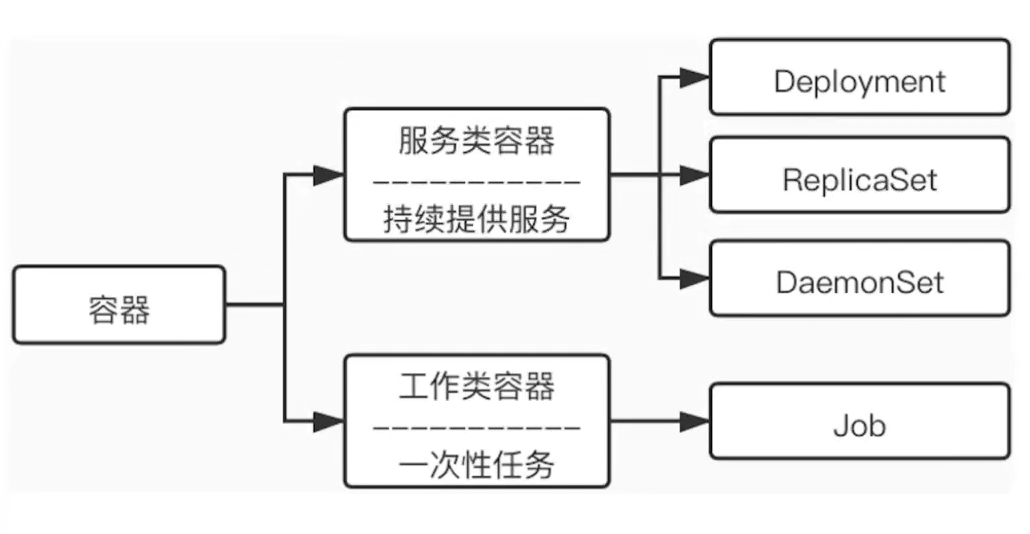 容器
服务类容器
持续提供服务
工作类容器
一次性任务
Deployment
ReplicaSet
DaemonSet
Job